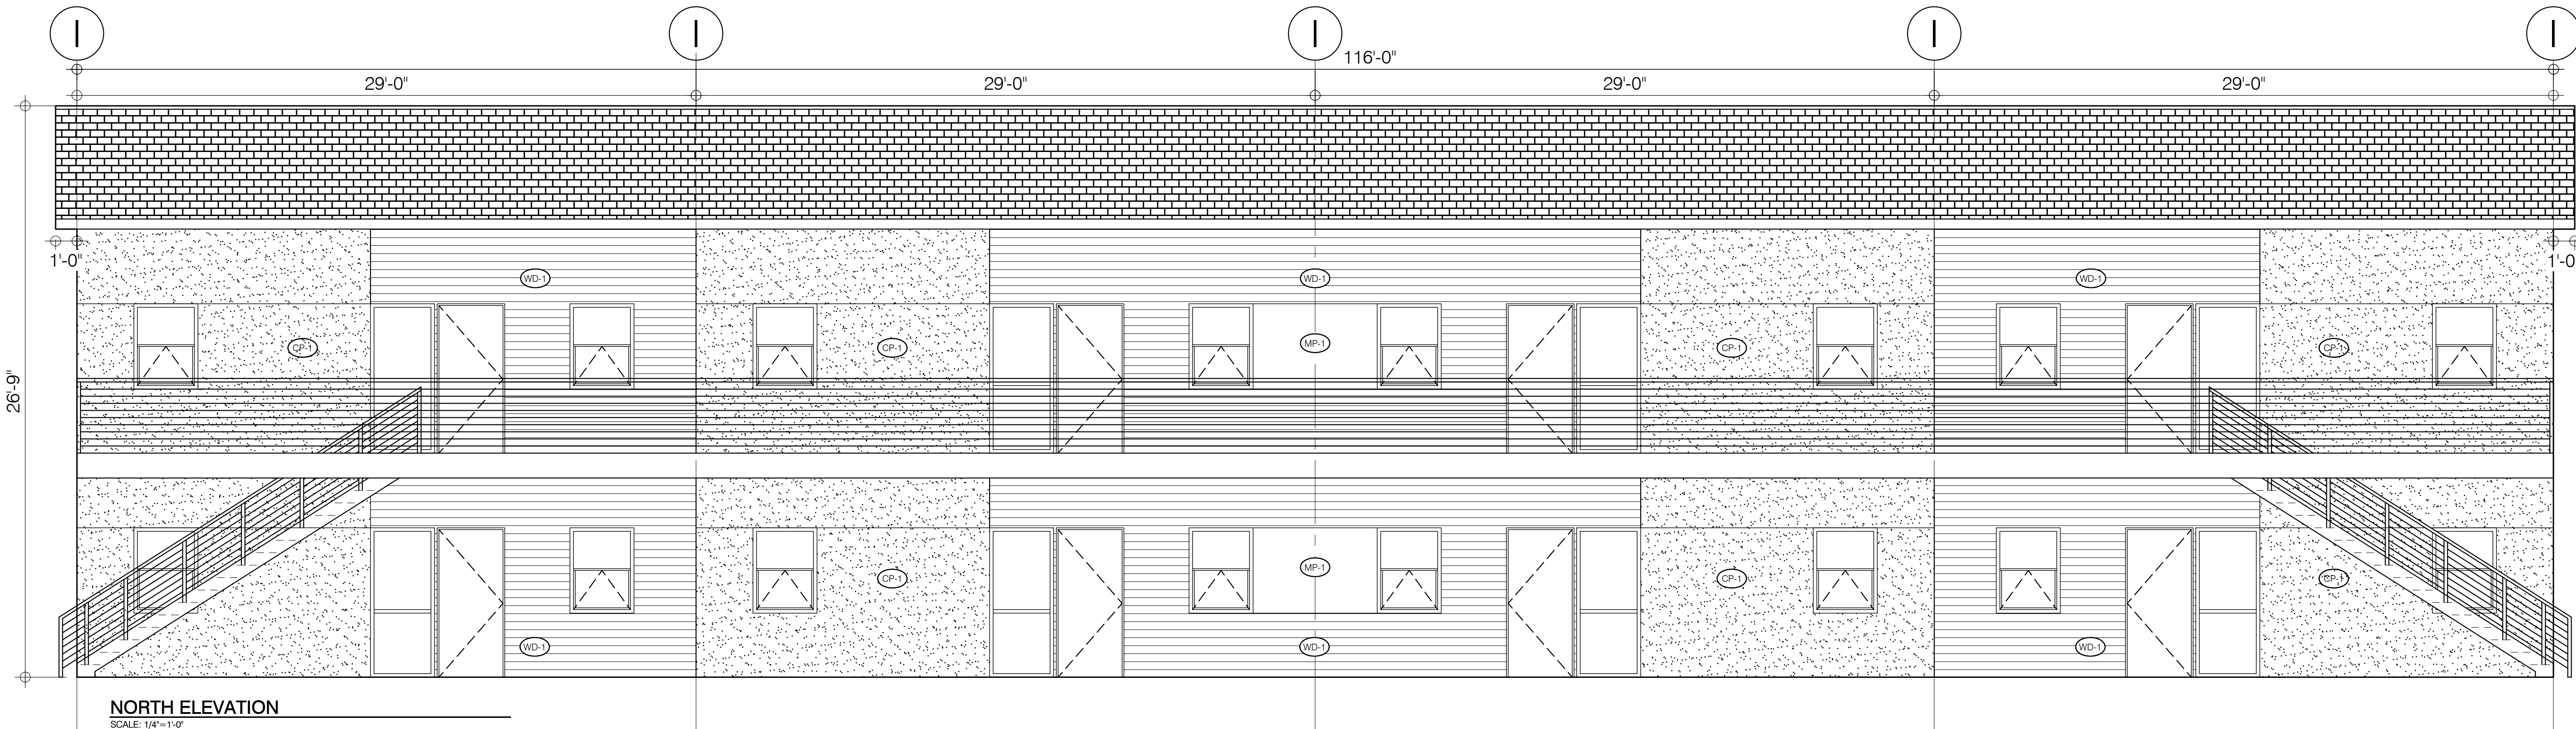 I I I I I
116'-0"
29'-0" 29'-0" 29'-0" 29'-0"
1'-0" 1'-0
WD-1 WD-1 WD-1
MP-1
CP-1 CP-1 CP-1 CP-1
26'-9"
MP-1
CP-1 CP-1 CP-1
WD-1 WD-1 WD-1
NORTH ELEVATION
SCALE: 1/4"=1'-0"